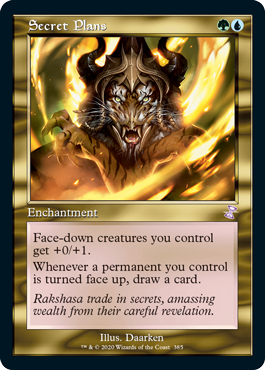 Secret Plans
Enchantment
Face-down creatures you control
get +0/+1.
Whenever a permanent you control
is turned face up, draw a card.
Rakshasa trade in secrets, amassing
wealth from their careful revelation.
Illus. Daarken
™ & © 2020 Wizards of the Coast 385